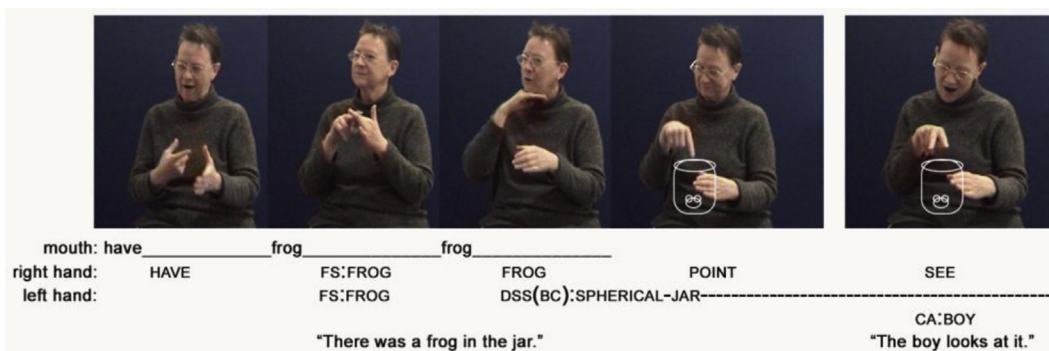 mouth: have______________frog_______________frog_______________
right hand: HAVE FS:FROG FROG POINT SEE
left hand: FS:FROG DSS(BC):SPHERICAL-JAR--------------------------------------------------
CA:BOY
“There was a frog in the jar.” “The boy looks at it.”